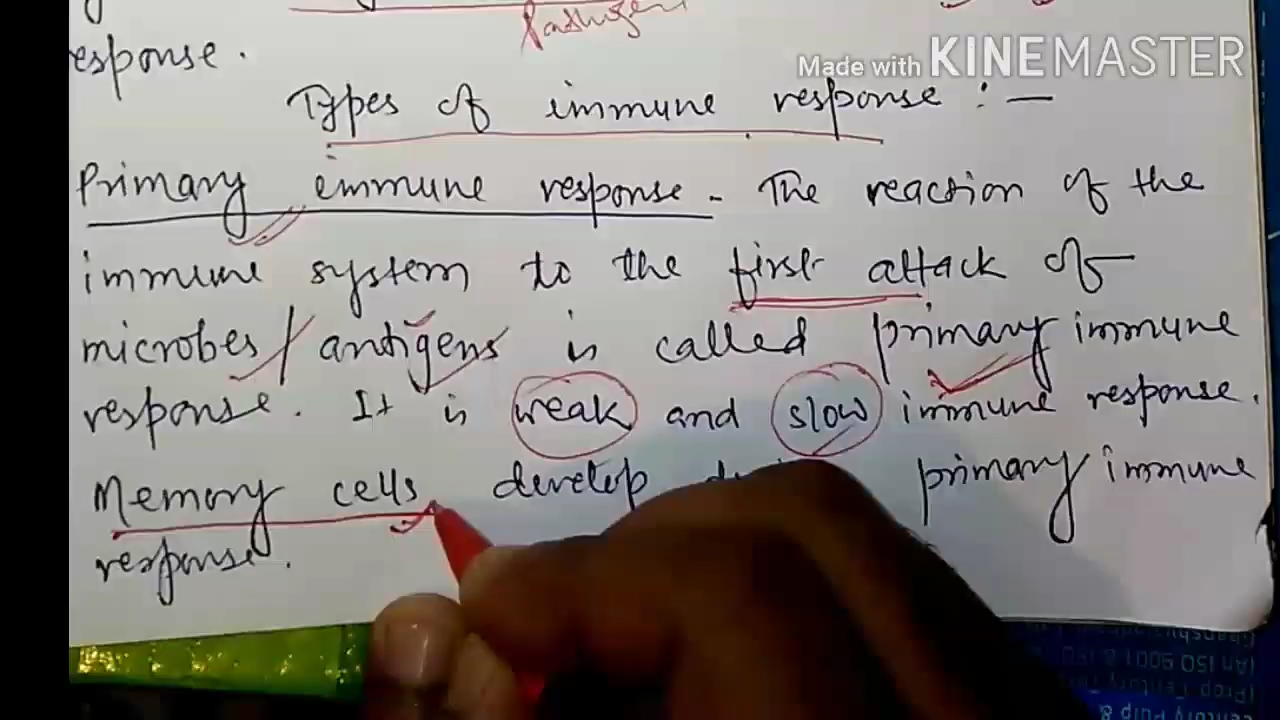 Pathogen
response.
Made with KINEMASTER
Types of immune response : —
Primary immune response - The reaction of the
immune system to the first attack of
microbes / antigens is called primary immune
response. It is weak and slow immune response.
Memory cells develop primary immune
response.